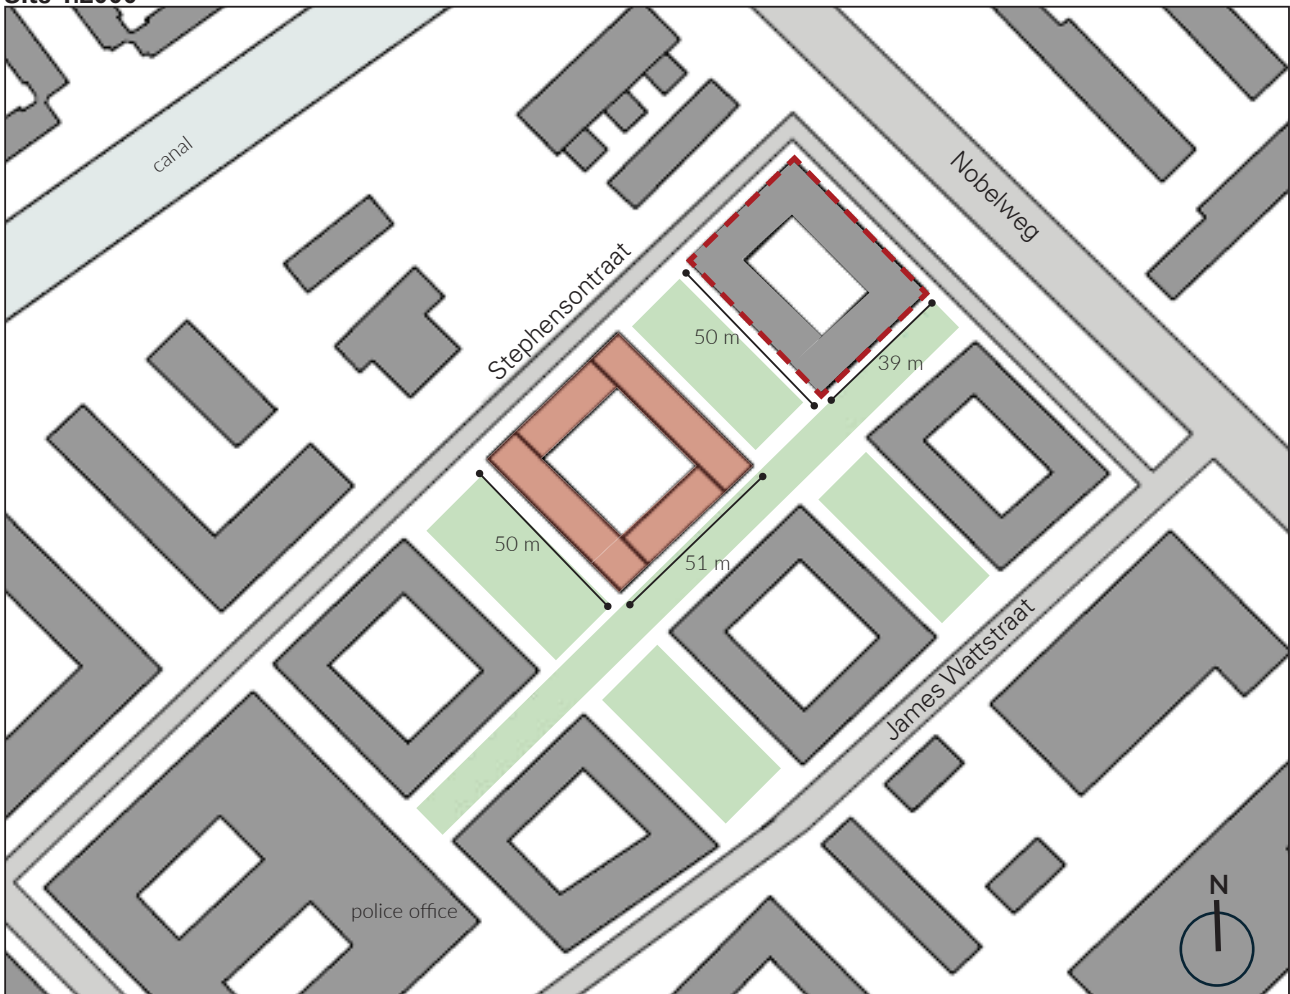 canal
Nobelweg
Stephensontraat
50 m
39 m
50 m
51 m
James Wattstraat
N
police office